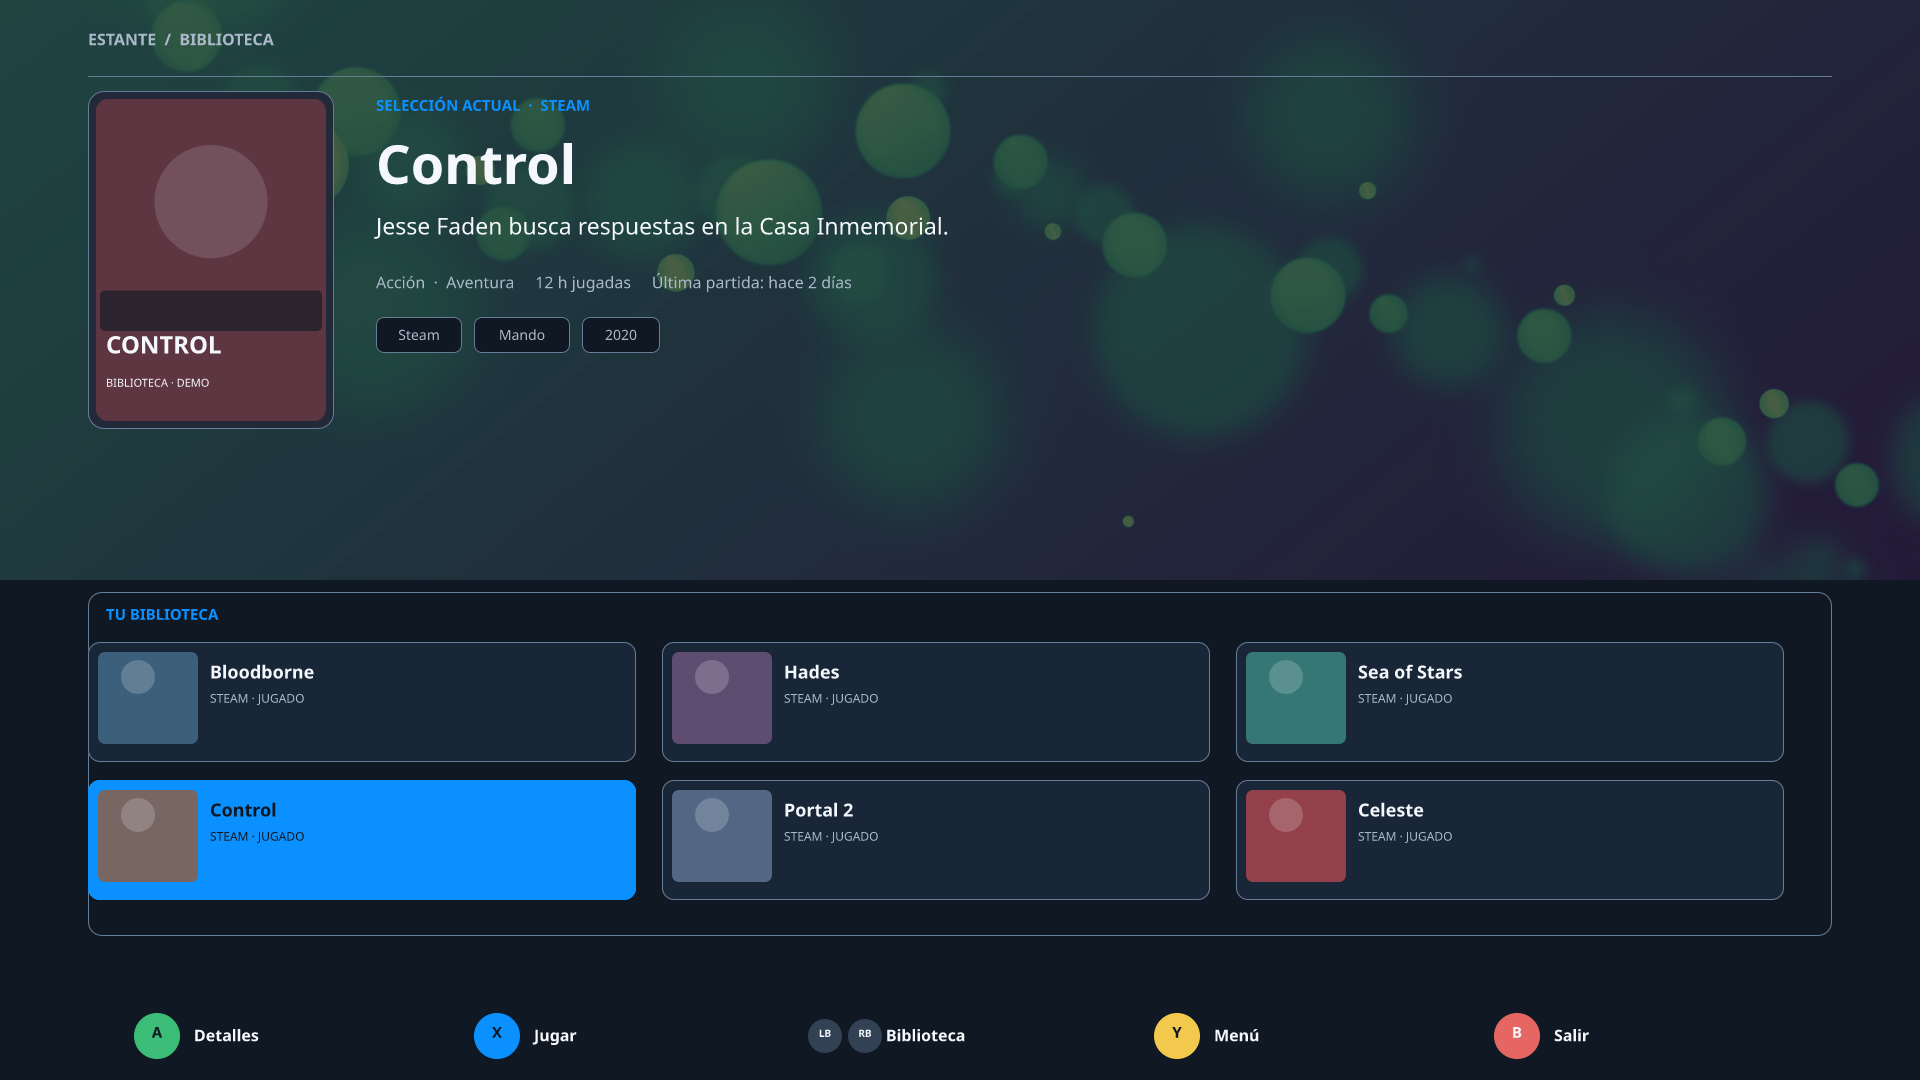 ESTANTE / BIBLIOTECA
SELECCIÓN ACTUAL · STEAM
Control
Jesse Faden busca respuestas en la Casa Inmemorial.
Acción · Aventura 12 h jugadas Última partida: hace 2 días
Steam Mando 2020
CONTROL
BIBLIOTECA · DEMO
TU BIBLIOTECA
Bloodborne
STEAM · JUGADO
Hades
STEAM · JUGADO
Sea of Stars
STEAM · JUGADO
Control
STEAM · JUGADO
Portal 2
STEAM · JUGADO
Celeste
STEAM · JUGADO
A Detalles
X Jugar
LB RB Biblioteca
Y Menú
B Salir